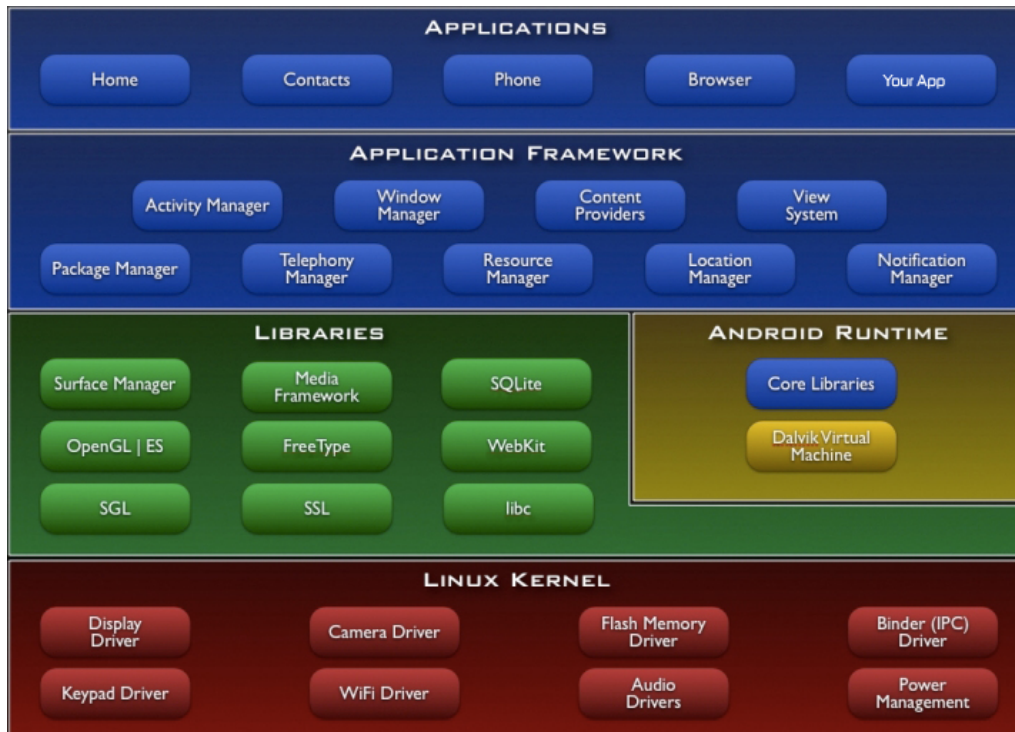 APPLICATIONS
Home
Contacts
Phone
Browser
Your App
APPLICATION FRAMEWORK
Activity Manager
Window
Manager
Content
Providers
View
System
Package Manager
Telephony
Manager
Resource
Manager
Location
Manager
Notification
Manager
LIBRARIES
Surface Manager
Media
Framework
SQLite
OpenGL | ES
FreeType
WebKit
SGL
SSL
libc
ANDROID RUNTIME
Core Libraries
Dalvik Virtual
Machine
LINUX KERNEL
Display
Driver
Camera Driver
Flash Memory
Driver
Binder (IPC)
Driver
Keypad Driver
WiFi Driver
Audio
Drivers
Power
Management